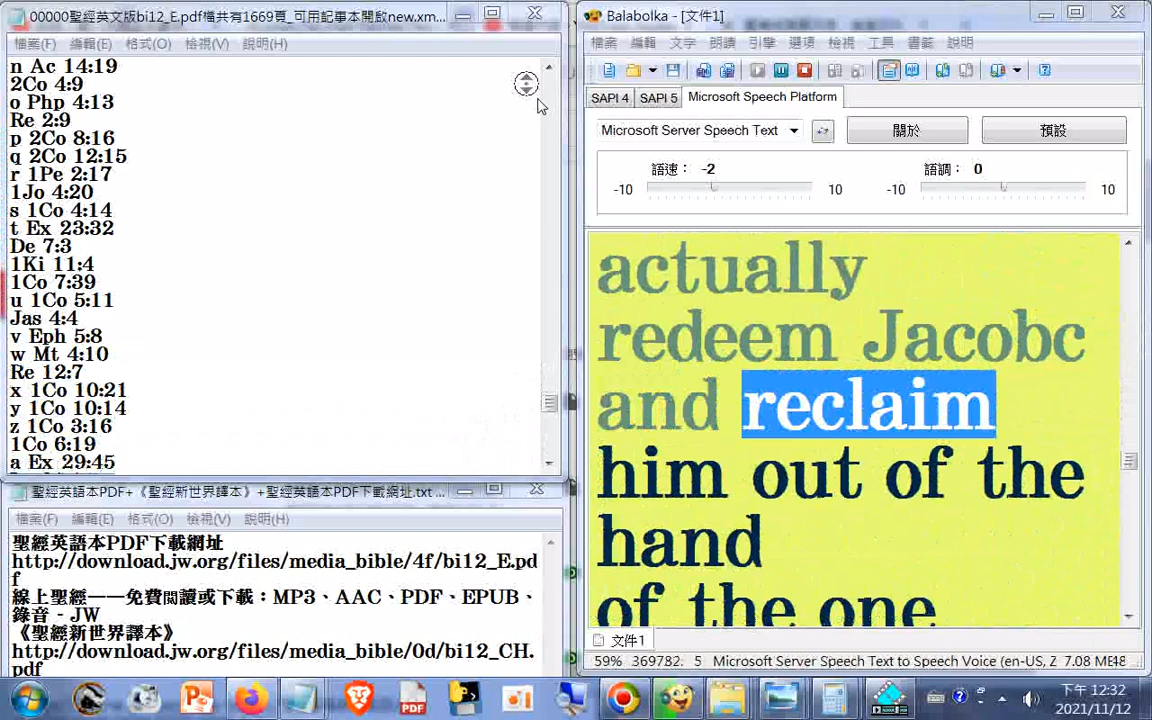 00000聖經英文版bi12_E.pdf檔共有1669頁_可用記事本開啟new.xm...
檔案(F) 編輯(E) 格式(O) 檢視(V) 說明(H)
n Ac 14:19
2Co 4:9
o Php 4:13
Re 2:9
p 2Co 8:16
q 2Co 12:15
r 1Pe 2:17
1Jo 4:20
s 1Co 4:14
t Ex 23:32
De 7:3
1Ki 11:4
1Co 7:39
u 1Co 5:11
Jas 4:4
v Eph 5:8
w Mt 4:10
Re 12:7
x 1Co 10:21
y 1Co 10:14
z 1Co 3:16
1Co 6:19
a Ex 29:45
聖經英語本PDF+《聖經新世界譯本》+聖經英語本PDF下載網址.txt ...
檔案(F) 編輯(E) 格式(O) 檢視(V) 說明(H)
聖經英語本PDF下載網址
http://download.jw.org/files/media_bible/4f/bi12_E.pd
f
線上聖經——免費閱讀或下載：MP3、AAC、PDF、EPUB、
錄音 - JW
《聖經新世界譯本》
http://download.jw.org/files/media_bible/0d/bi12_CH.
pdf
Balabolka - [文件1]
檔案 編輯 文字 朗讀 引擎 選項 檢視 工具 書籤 說明
SAPI 4 SAPI 5 Microsoft Speech Platform
Microsoft Server Speech Text 關於 預設
語速： -2 語調： 0
-10 10 -10 10
actually
redeem Jacobc
and reclaim
him out of the
hand
of the one
文件1
59% 369782: 5 Microsoft Server Speech Text to Speech Voice (en-US, Z 7.08 MB
PDF
下午 12:32
2021/11/12